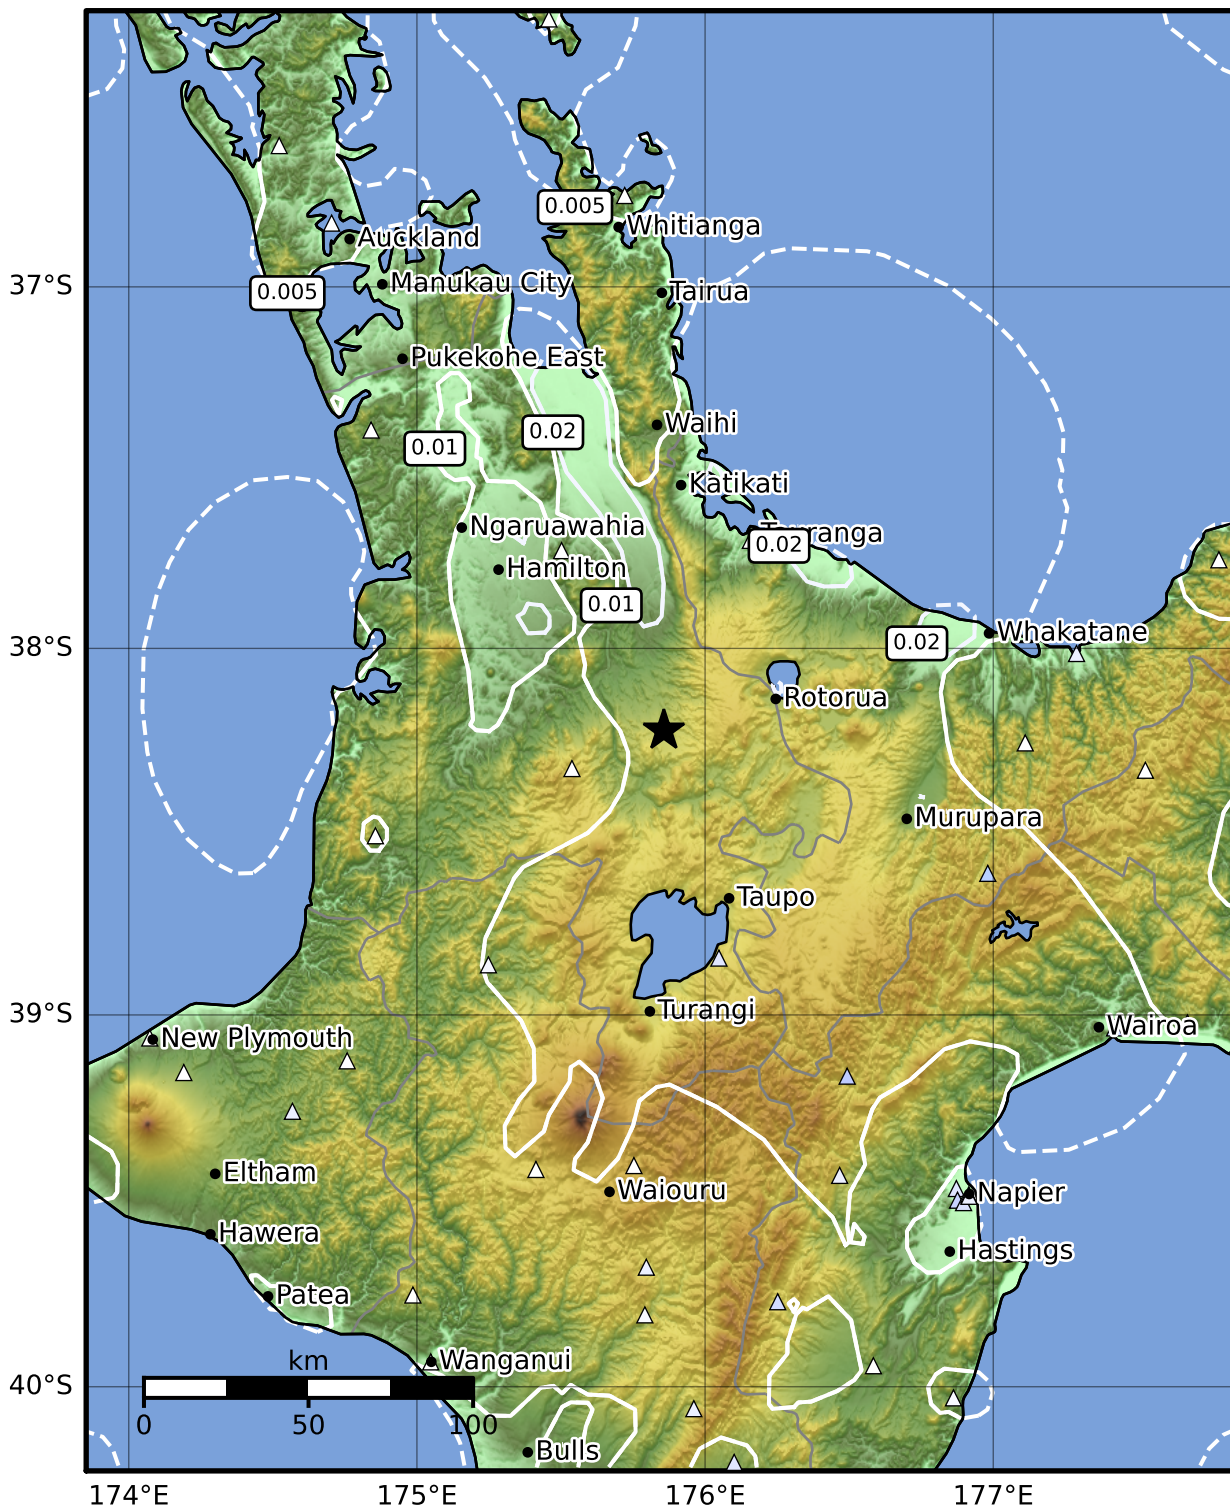 0.005
Whitianga
Auckland
37°S
0.005
Manukau City
Tairua
Pukekohe East
Waihi
0.01
0.02
Katikati
Ngaruawahia
0.02
Hamilton
0.01
38°S
0.02
Whakatane
Rotorua
Murupara
Taupo
39°S
Turangi
Wairoa
New Plymouth
Eltham
Waiouru
Napier
Hawera
Hastings
Patea
km
Wanganui
40°S
0 50 100
Bulls
174°E 175°E 176°E 177°E